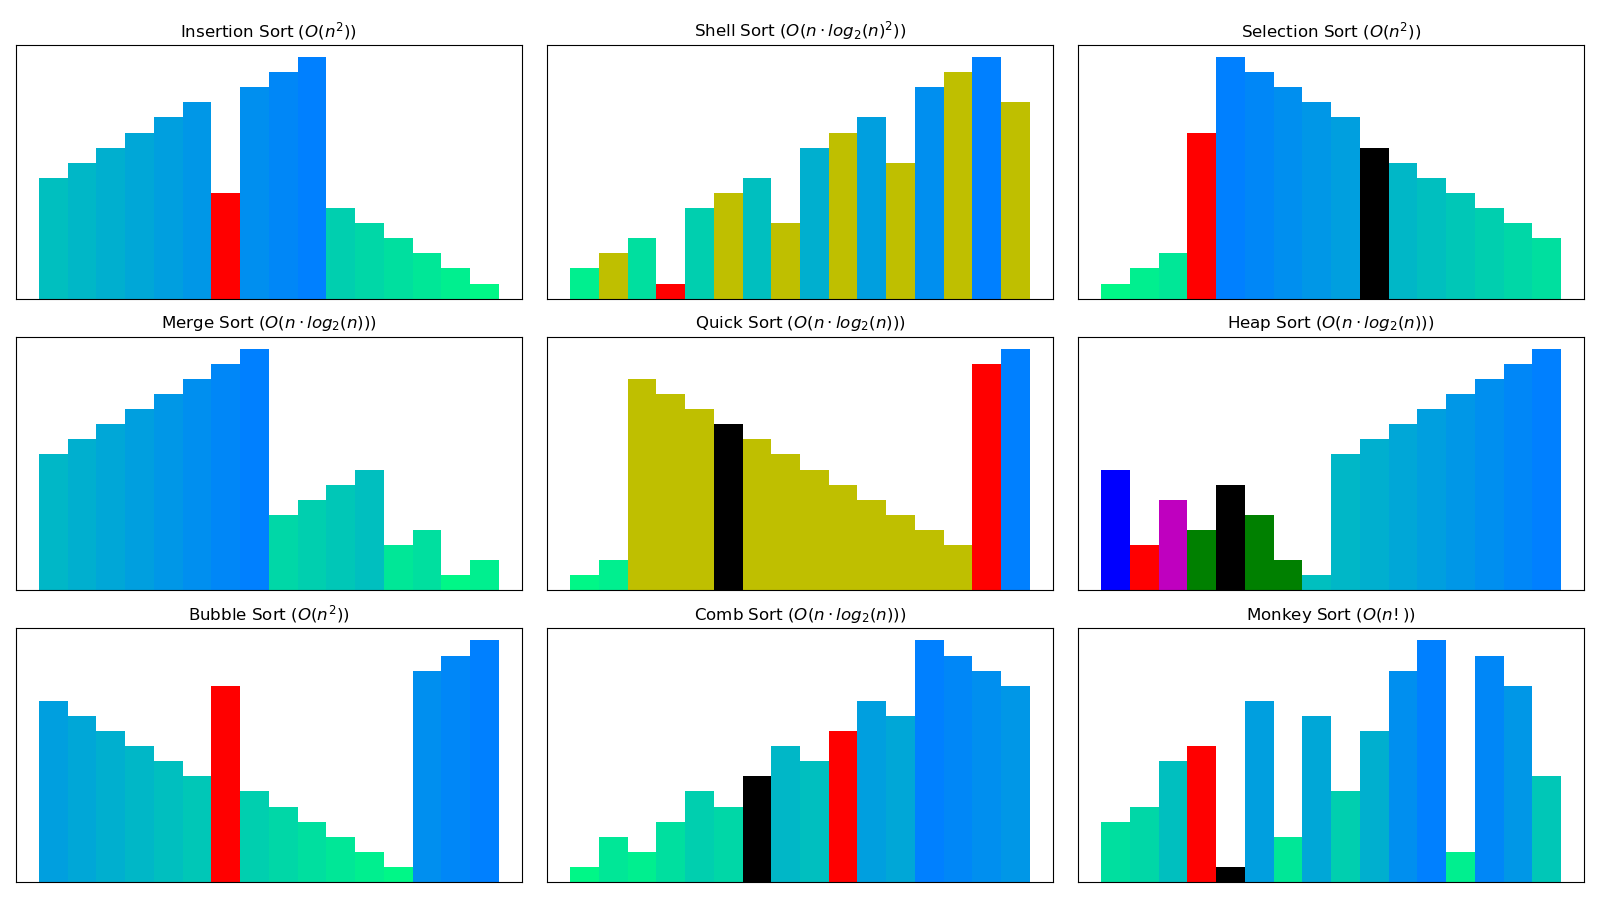 Insertion Sort (O(n²))
Shell Sort (O(n · log₂(n)²))
Selection Sort (O(n²))
Merge Sort (O(n · log₂(n)))
Quick Sort (O(n · log₂(n)))
Heap Sort (O(n · log₂(n)))
Bubble Sort (O(n²))
Comb Sort (O(n · log₂(n)))
Monkey Sort (O(n!))